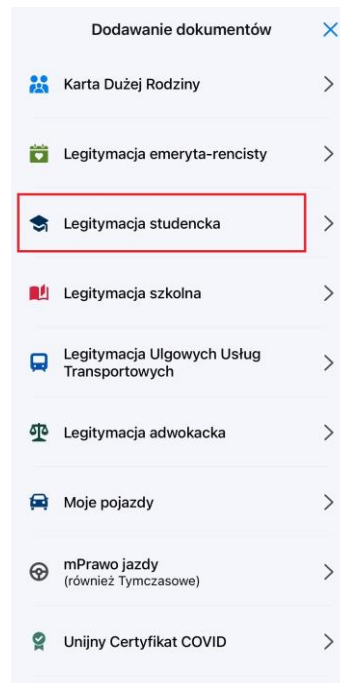 Dodawanie dokumentów
Karta Dużej Rodziny
Legitymacja emeryta-rencisty
Legitymacja studencka
Legitymacja szkolna
Legitymacja Ulgowych Usług
Transportowych
Legitymacja adwokacka
Moje pojazdy
mPrawo jazdy
(również Tymczasowe)
Unijny Certyfikat COVID